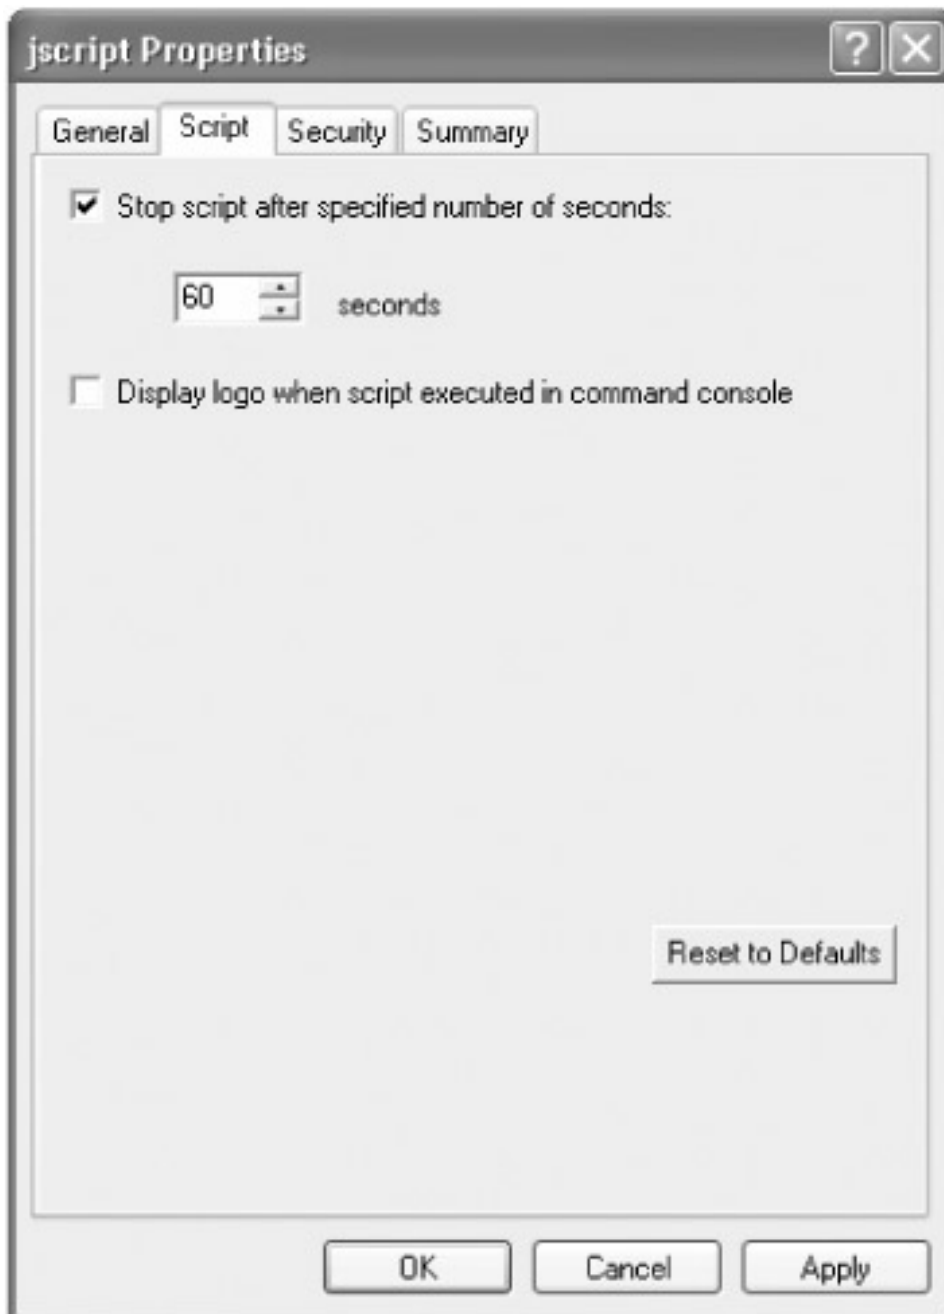 jscript Properties
General Script Security Summary
Stop script after specified number of seconds:
60 seconds
Display logo when script executed in command console
Reset to Defaults
OK Cancel Apply